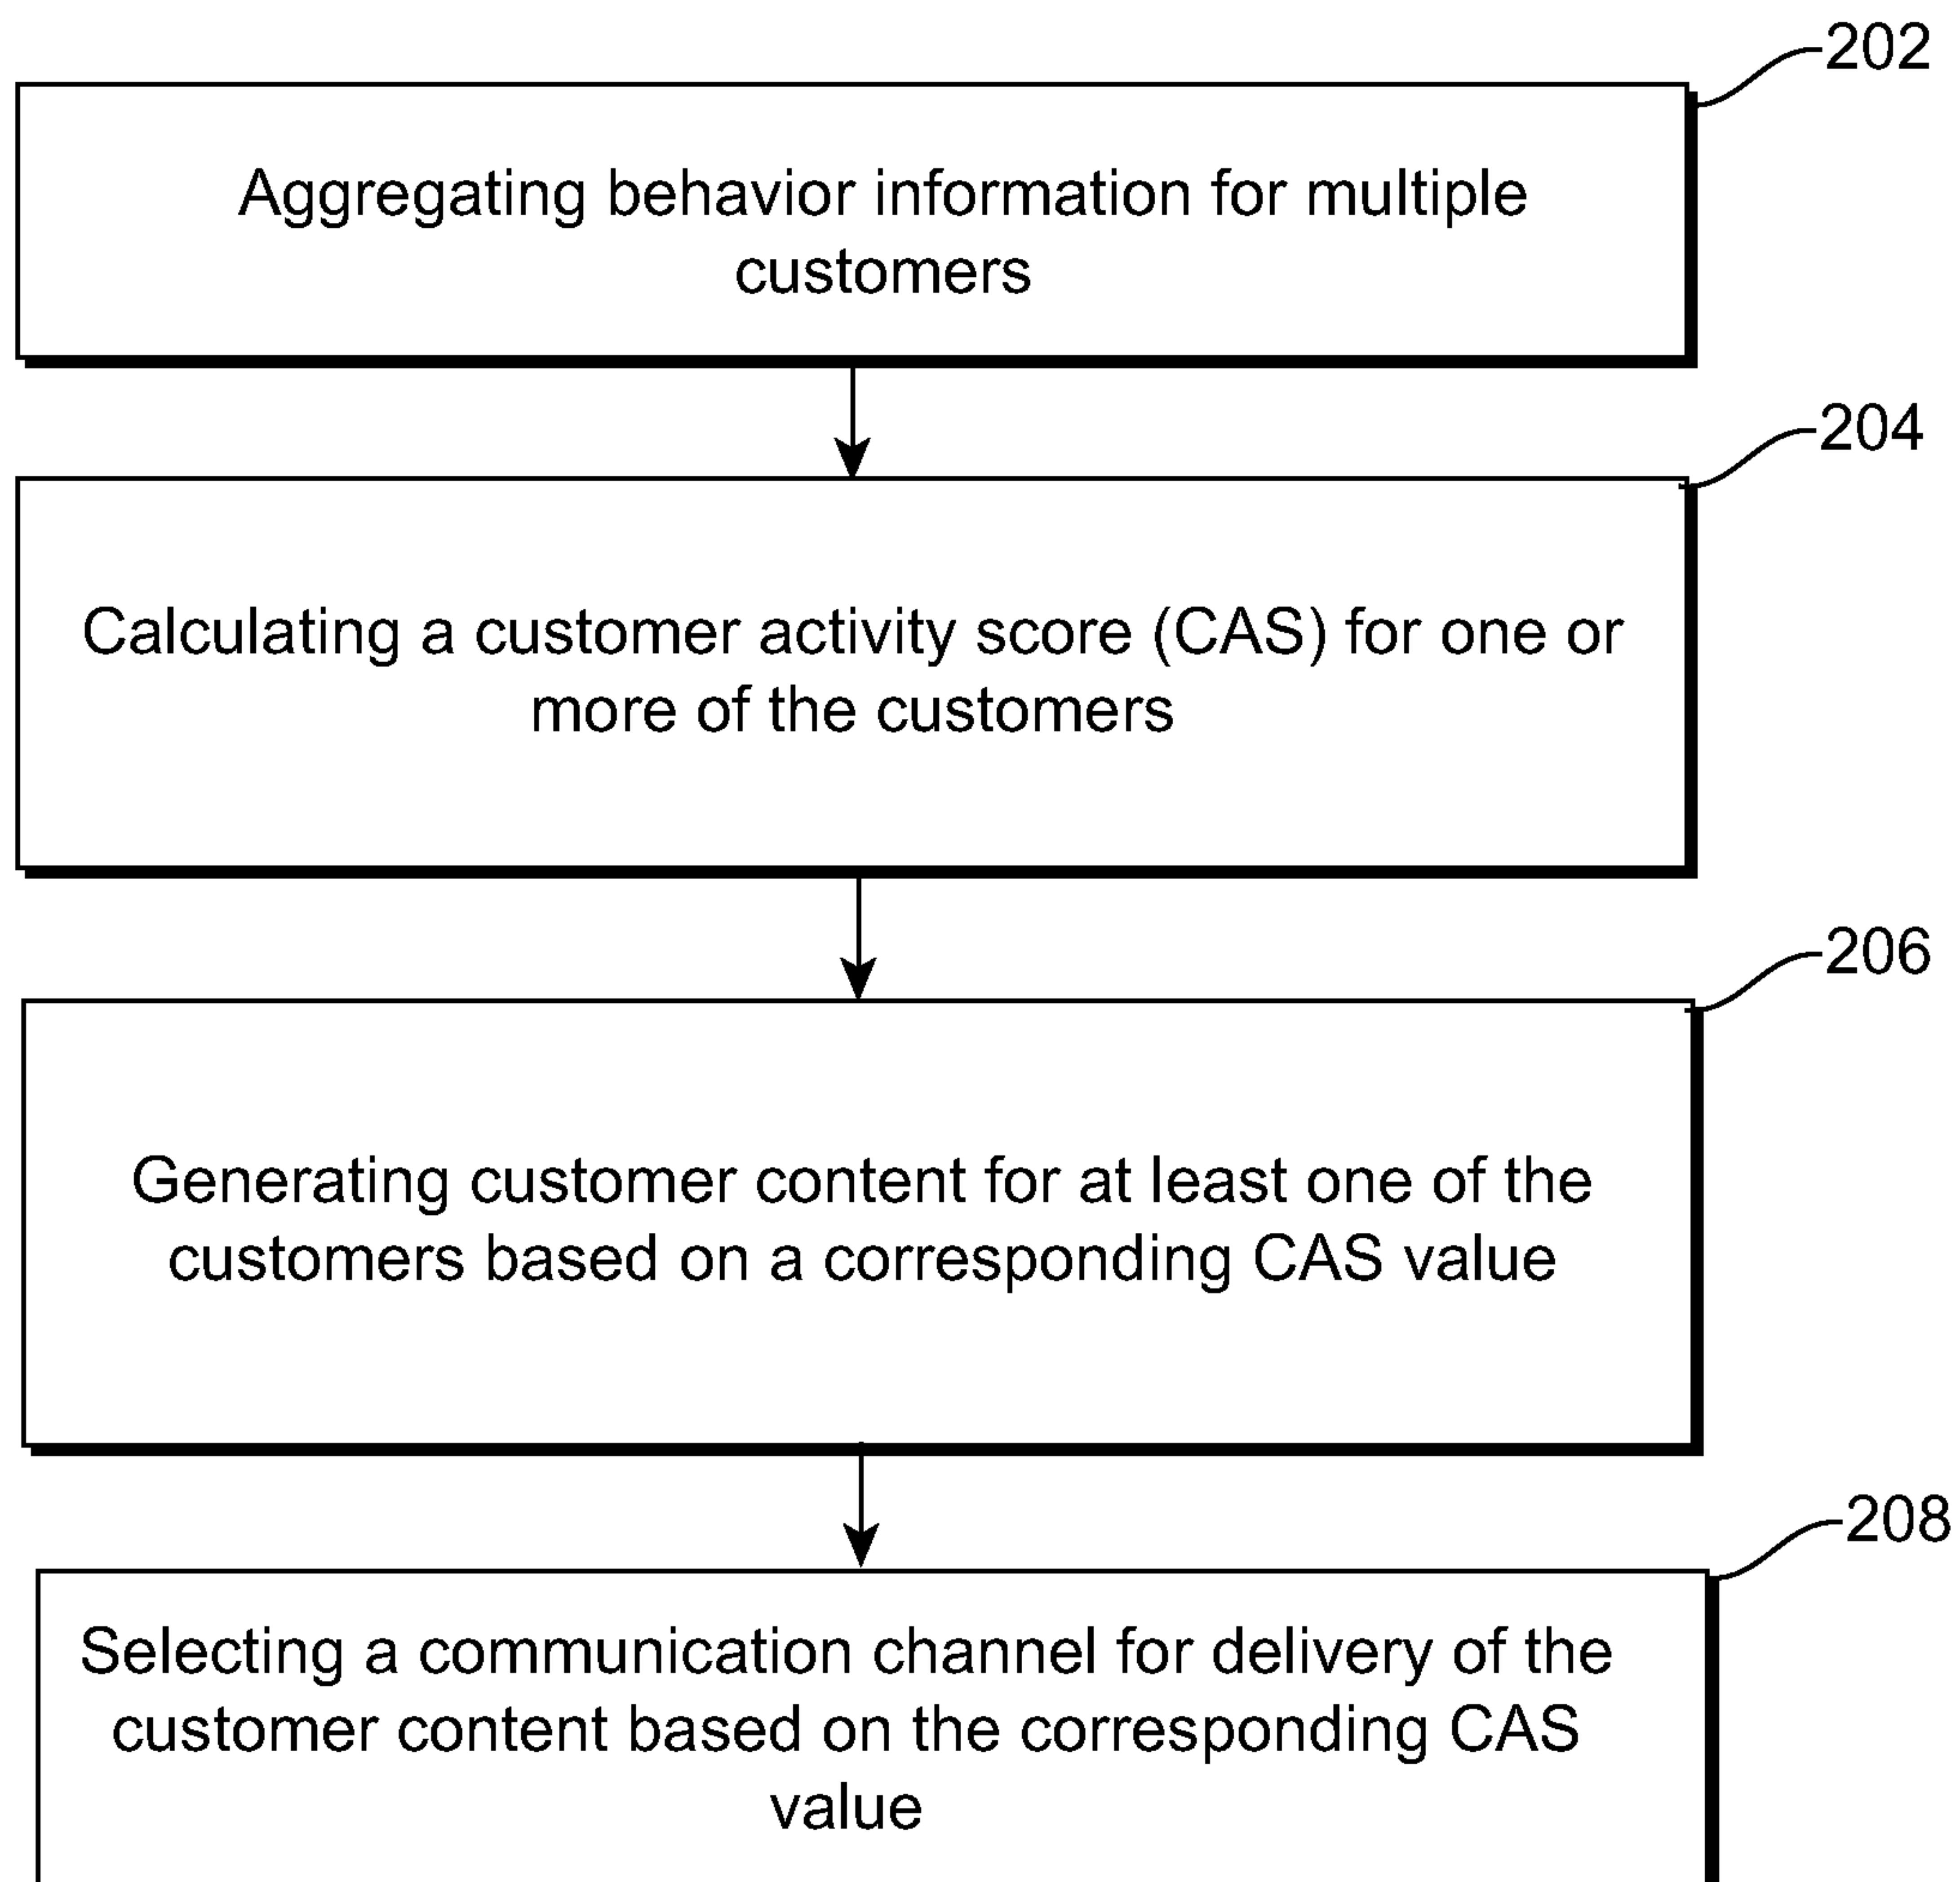 202
Aggregating behavior information for multiple
customers
204
Calculating a customer activity score (CAS) for one or
more of the customers
206
Generating customer content for at least one of the
customers based on a corresponding CAS value
208
Selecting a communication channel for delivery of the
customer content based on the corresponding CAS
value